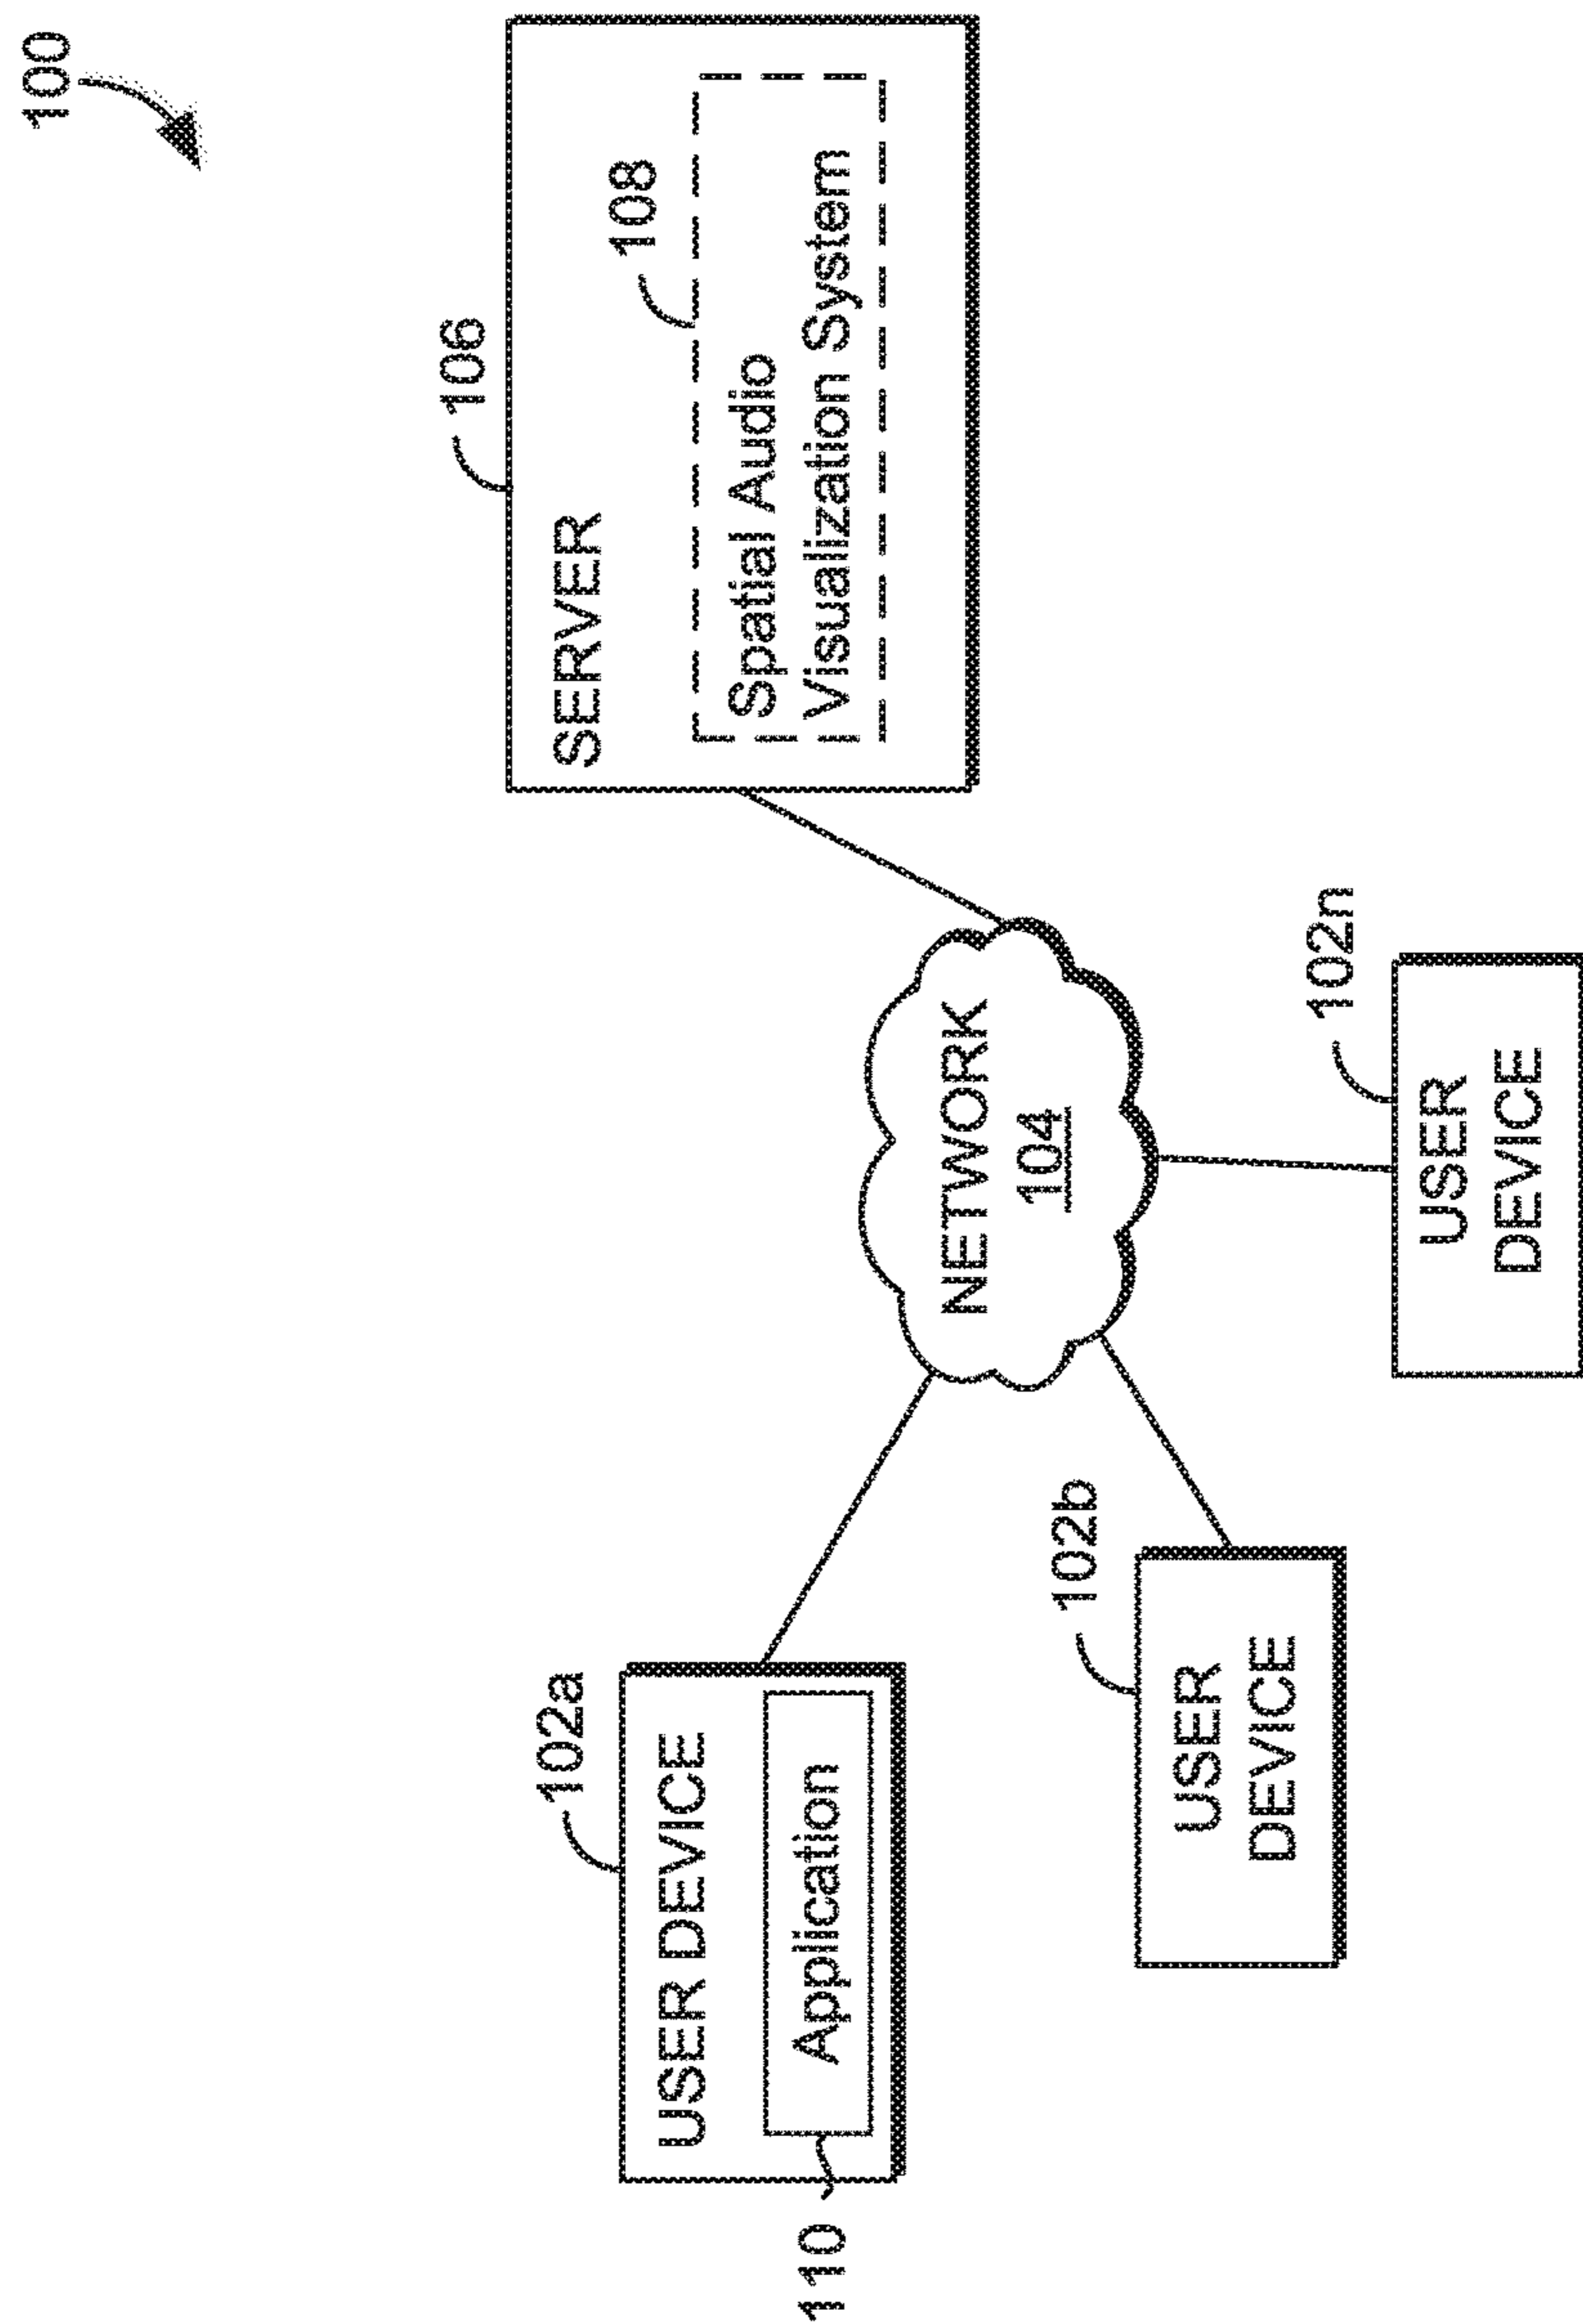 100
106
SERVER
108
Spatial Audio
Visualization System
102a
USER DEVICE
Application
110
NETWORK
104
102b
USER
DEVICE
102n
USER
DEVICE